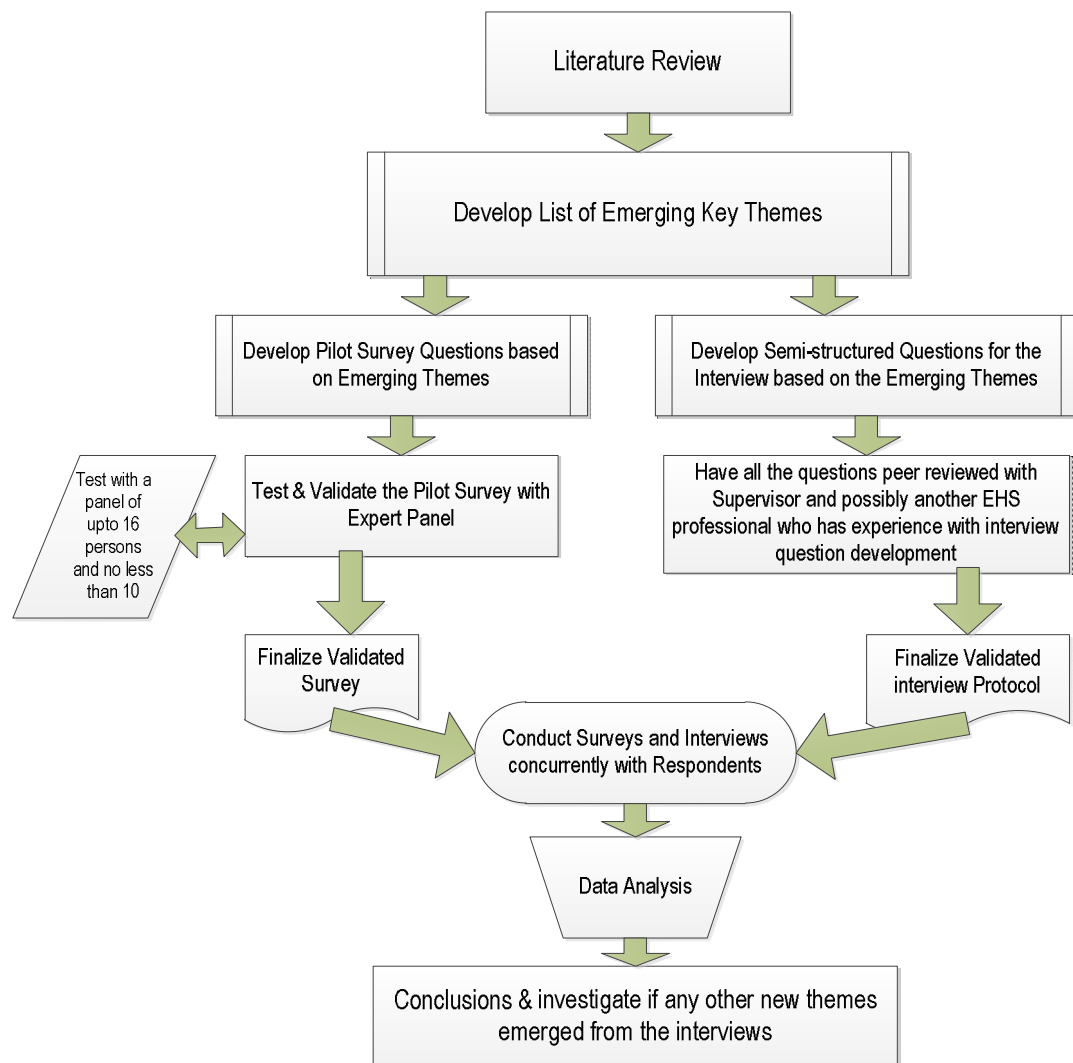 Literature Review
Develop List of Emerging Key Themes
Develop Pilot Survey Questions based
on Emerging Themes
Develop Semi-structured Questions for the
Interview based on the Emerging Themes
Test with a
panel of
upto 16
persons
and no less
than 10
Test & Validate the Pilot Survey with
Expert Panel
Have all the questions peer reviewed with
Supervisor and possibly another EHS
professional who has experience with interview
question development
Finalize Validated
Survey
Finalize Validated
interview Protocol
Conduct Surveys and Interviews
concurrently with Respondents
Data Analysis
Conclusions & investigate if any other new themes
emerged from the interviews